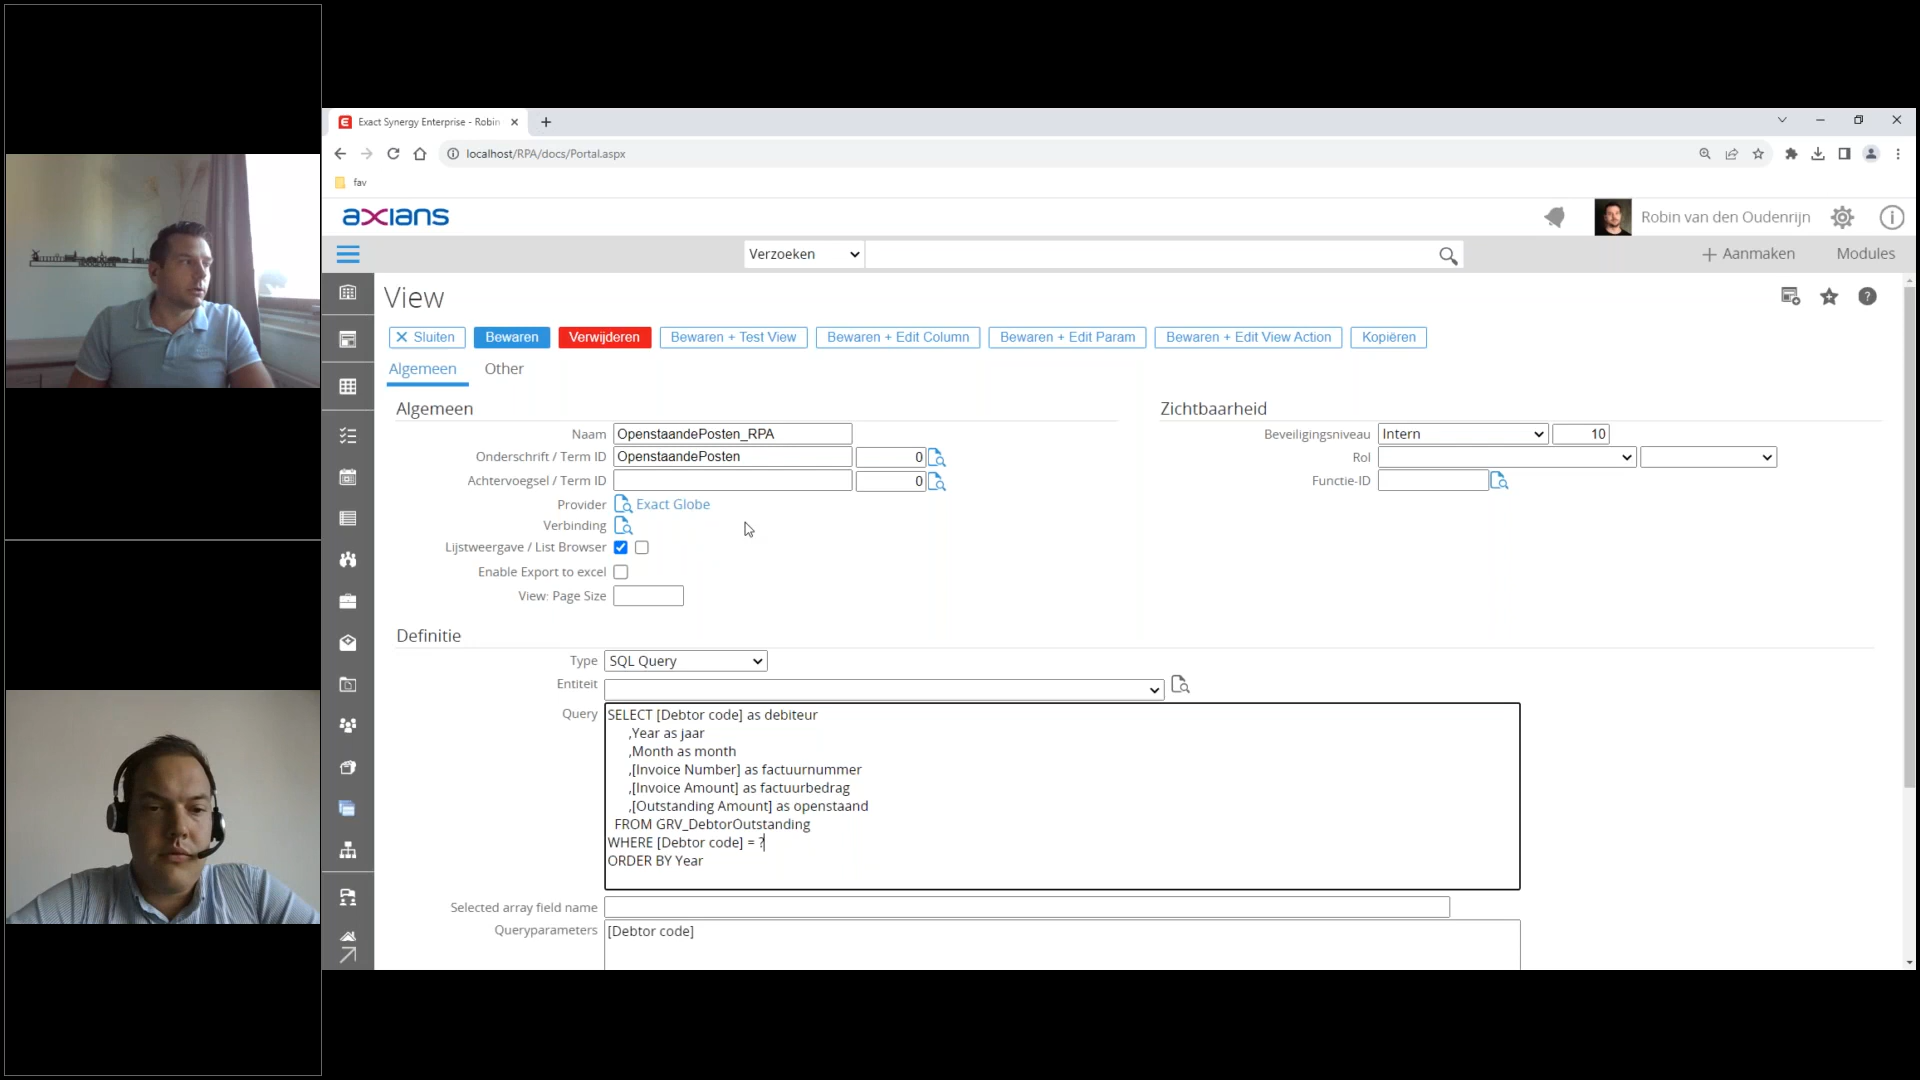 Exact Synergy Enterprise - Robin
localhost/RPA/docs/Portal.aspx
fav
axians
Robin van den Oudenrijn
Verzoeken
Aanmaken
Modules
View
Sluiten
Bewaren
Verwijderen
Bewaren + Test View
Bewaren + Edit Column
Bewaren + Edit Param
Bewaren + Edit View Action
Kopiëren
Algemeen
Other
Algemeen
Naam OpenstaandePosten_RPA
Onderschrift / Term ID OpenstaandePosten 0
Achtervoegsel / Term ID 0
Provider Exact Globe
Verbinding
Lijstweergave / List Browser
Enable Export to excel
View: Page Size
Zichtbaarheid
Beveiligingsniveau Intern 10
Rol
Functie-ID
Definitie
Type SQL Query
Entiteit
Query SELECT [Debtor code] as debiteur
,Year as jaar
,Month as month
,[Invoice Number] as factuurnummer
,[Invoice Amount] as factuurbedrag
,[Outstanding Amount] as openstaand
FROM GRV_DebtorOutstanding
WHERE [Debtor code] = ?
ORDER BY Year
Selected array field name
Queryparameters [Debtor code]